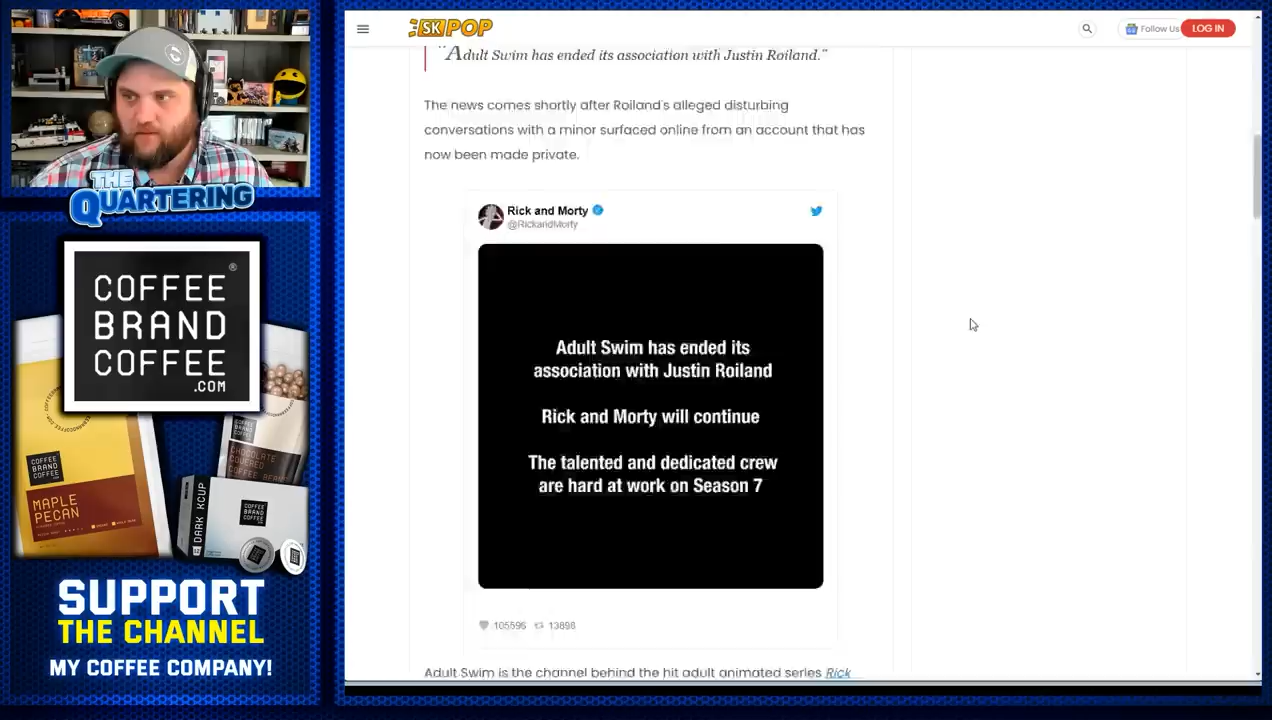 THE
QUARTERING
COFFEE®
BRAND
COFFEE
.COM
COFFEE
BRAND
COFFEE
MAPLE
PECAN
COFFEE
BRAND
COFFEE
CHOCOLATE
COVERED
COFFEE BEANS
DARK KCUP
COFFEE
BRAND
COFFEE
SUPPORT
THE CHANNEL
MY COFFEE COMPANY!
SK POP
Follow Us
LOG IN
"Adult Swim has ended its association with Justin Roiland."
The news comes shortly after Roiland's alleged disturbing
conversations with a minor surfaced online from an account that has
now been made private.
Rick and Morty
@RickandMorty
Adult Swim has ended its
association with Justin Roiland
Rick and Morty will continue
The talented and dedicated crew
are hard at work on Season 7
105596 13898
Adult Swim is the channel behind the hit adult animated series Rick